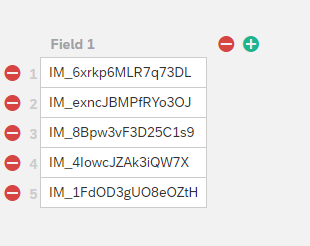 Field 1
1 IM_6xrkp6MLR7q73DL
2 IM_exncJBMPfRYo3OJ
3 IM_8Bpw3vF3D25C1s9
4 IM_4IowcJZAk3iQW7X
5 IM_1FdOD3gUO8eOZtH